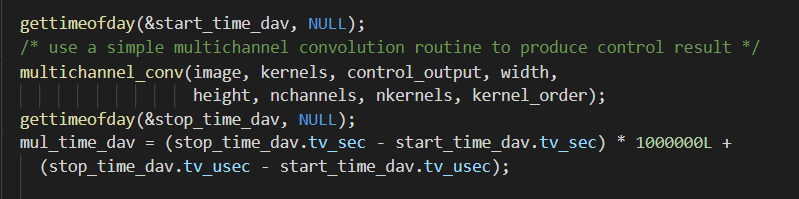 gettimeofday(&start_time_dav, NULL);
/* use a simple multichannel convolution routine to produce control result */
multichannel_conv(image, kernels, control_output, width,
height, nchannels, nkernels, kernel_order);
gettimeofday(&stop_time_dav, NULL);
mul_time_dav = (stop_time_dav.tv_sec - start_time_dav.tv_sec) * 1000000L +
(stop_time_dav.tv_usec - start_time_dav.tv_usec);